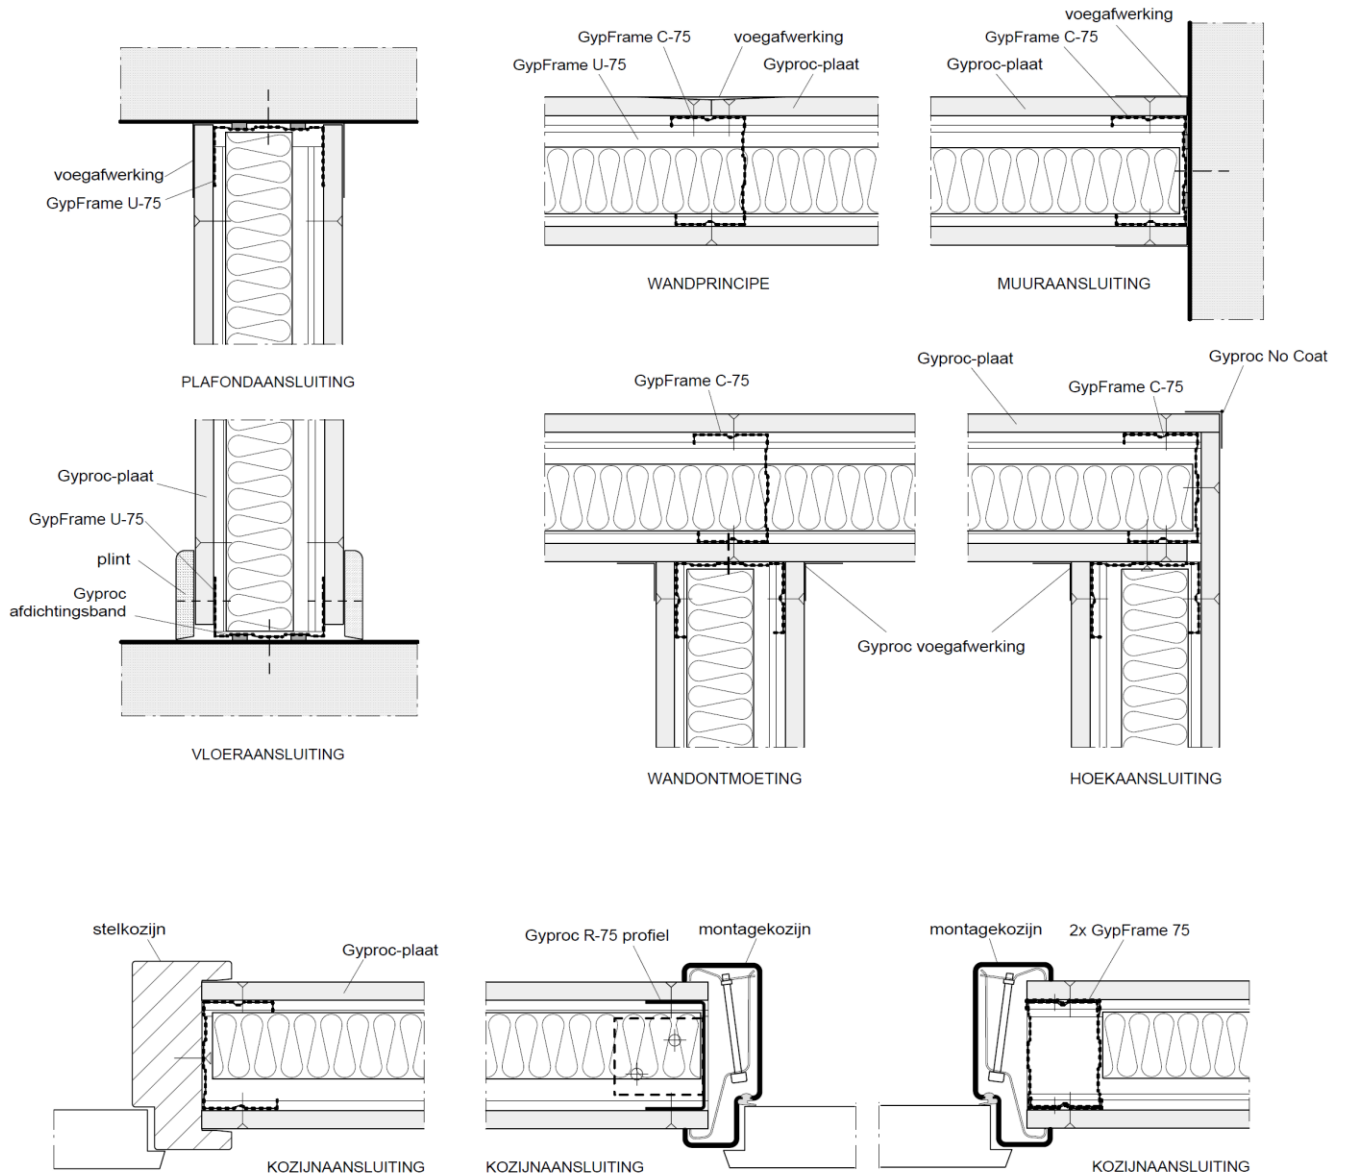 voegafwerking
GypFrame U-75
PLAFONDAANSLUITING
GypFrame C-75
voegafwerking
GypFrame U-75
Gyproc-plaat
WANDPRINCIPE
voegafwerking
GypFrame C-75
Gyproc-plaat
MUURAANSLUITING
Gyproc-plaat
GypFrame U-75
plint
Gyproc
afdichtingsband
VLOERAANSLUITING
GypFrame C-75
Gyproc voegafwerking
WANDONTMOETING
Gyproc-plaat
Gyproc No Coat
GypFrame C-75
HOEKAANSLUITING
stelkozijn
Gyproc-plaat
KOZIJNAANSLUITING
Gyproc R-75 profiel
montagekozijn
KOZIJNAANSLUITING
montagekozijn
2x GypFrame 75
KOZIJNAANSLUITING